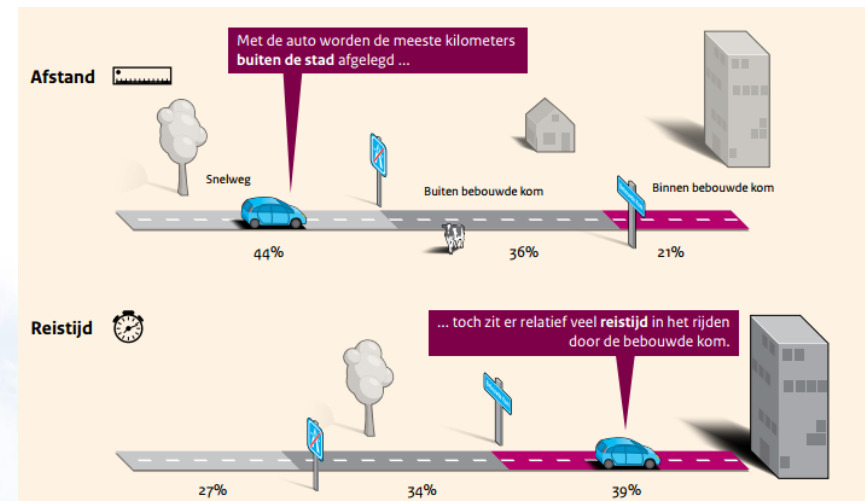 Met de auto worden de meeste kilometers
buiten de stad afgelegd ...
Afstand
Snelweg
Buiten bebouwde kom
Binnen bebouwde kom
44%
36%
21%
Reistijd
... toch zit er relatief veel reistijd in het rijden
door de bebouwde kom.
27%
34%
39%